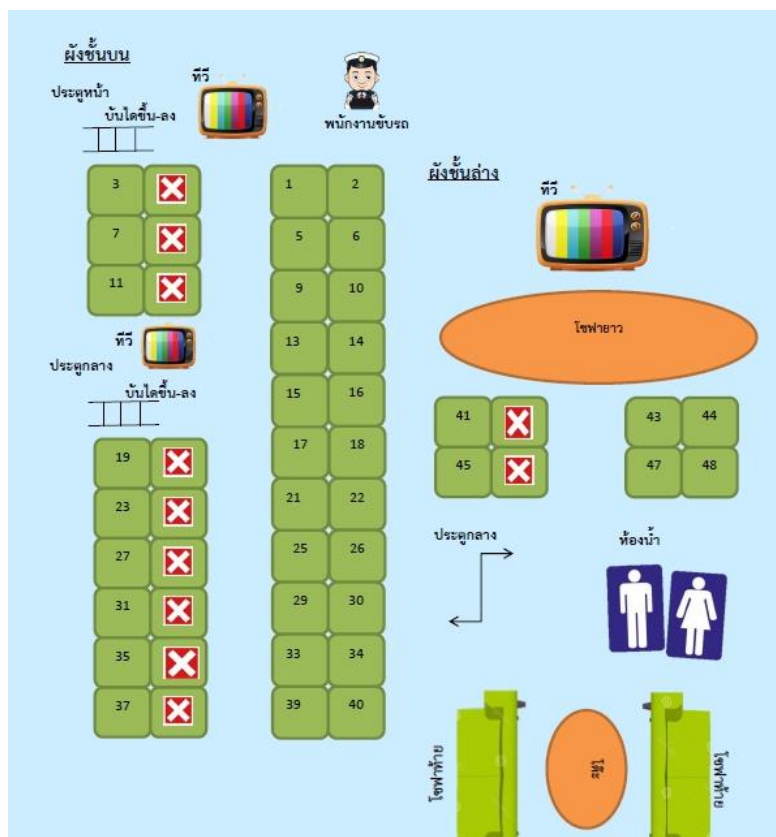 ผังชั้นบน
ทีวี
ประตูหน้า
บันไดขึ้น-ลง
พนักงานขับรถ
3
1 2
7
5 6
11
9 10
ทีวี
13 14
ประตูกลาง
บันไดขึ้น-ลง
15 16
19
17 18
23
21 22
27
25 26
31
29 30
35
33 34
37
39 40
ผังชั้นล่าง
ทีวี
โซฟายาว
41
43 44
45
47 48
ประตูกลาง
ห้องน้ำ
โซฟาท้าย
โต๊ะ
โซฟาท้าย